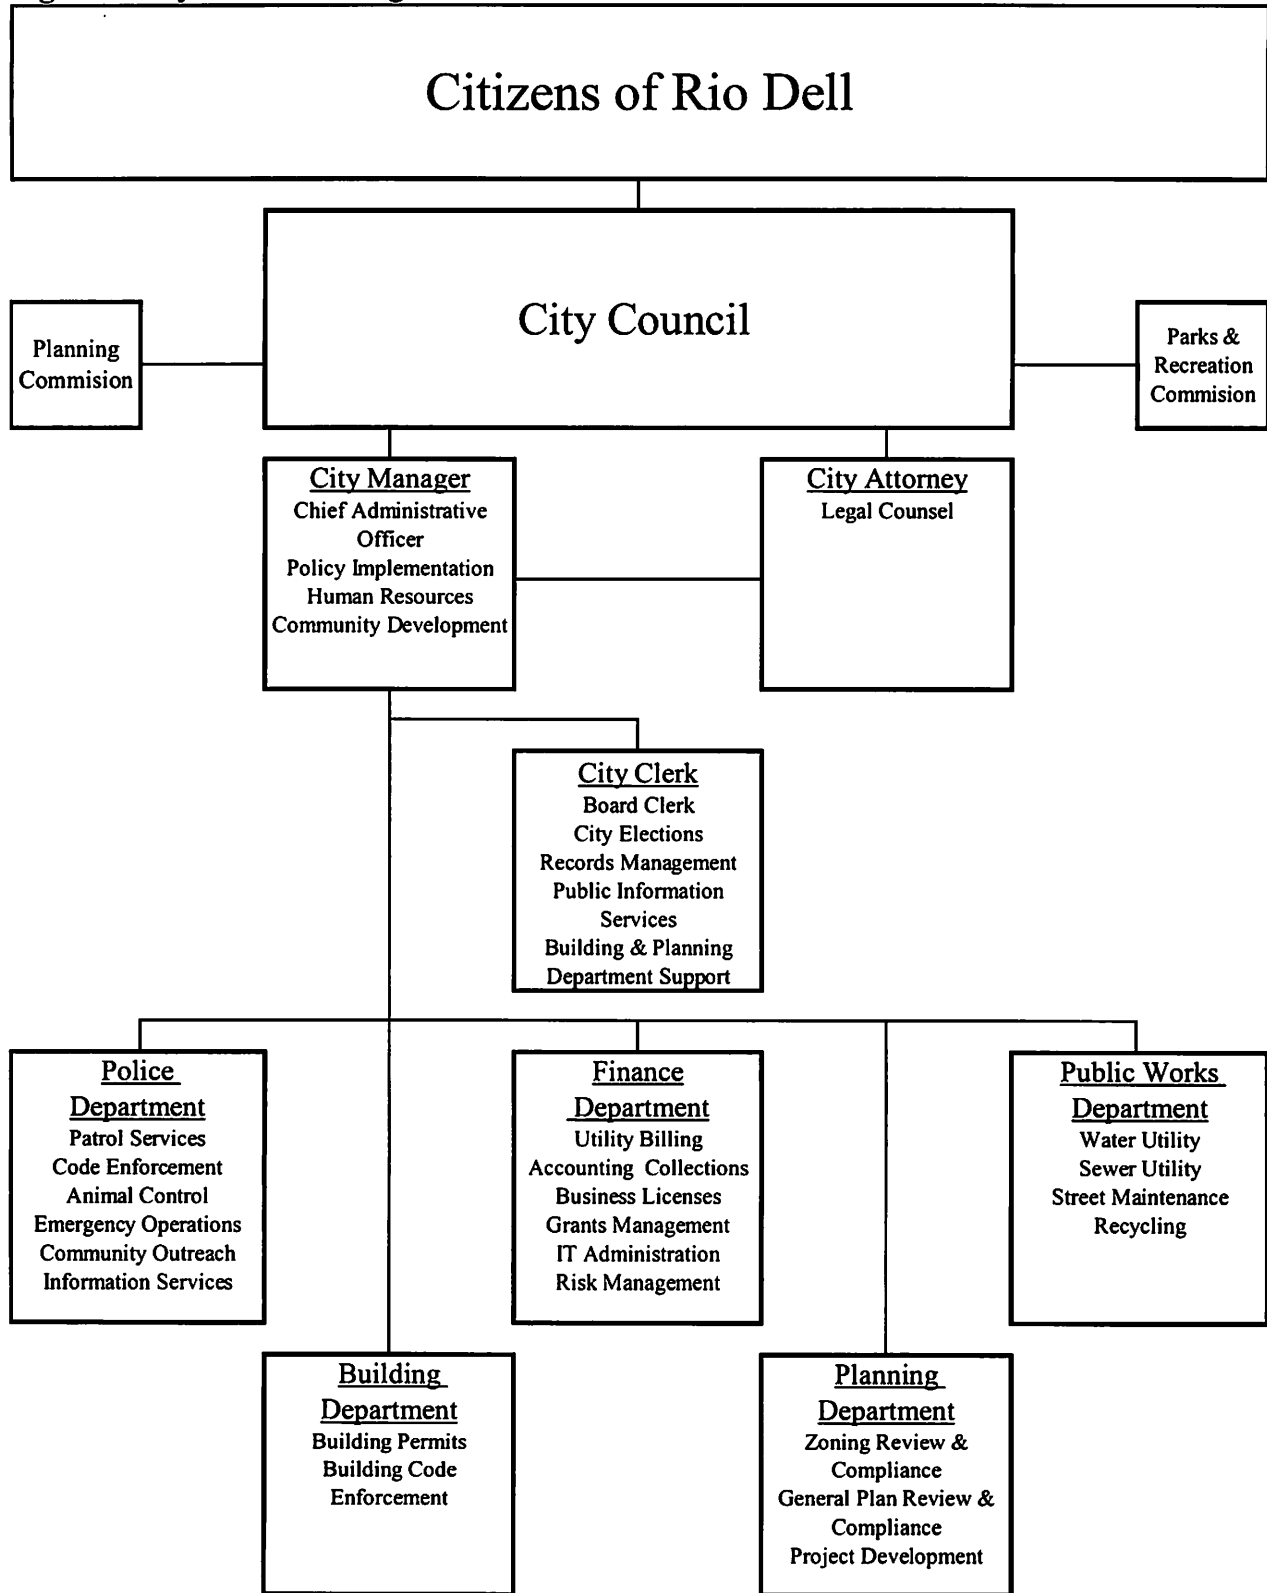 Citizens of Rio Dell
City Council
Planning
Commision
Parks &
Recreation
Commision
City Manager
Chief Administrative
Officer
Policy Implementation
Human Resources
Community Development
City Attorney
Legal Counsel
City Clerk
Board Clerk
City Elections
Records Management
Public Information
Services
Building & Planning
Department Support
Police
Department
Patrol Services
Code Enforcement
Animal Control
Emergency Operations
Community Outreach
Information Services
Finance
Department
Utility Billing
Accounting Collections
Business Licenses
Grants Management
IT Administration
Risk Management
Public Works
Department
Water Utility
Sewer Utility
Street Maintenance
Recycling
Building
Department
Building Permits
Building Code
Enforcement
Planning
Department
Zoning Review &
Compliance
General Plan Review &
Compliance
Project Development